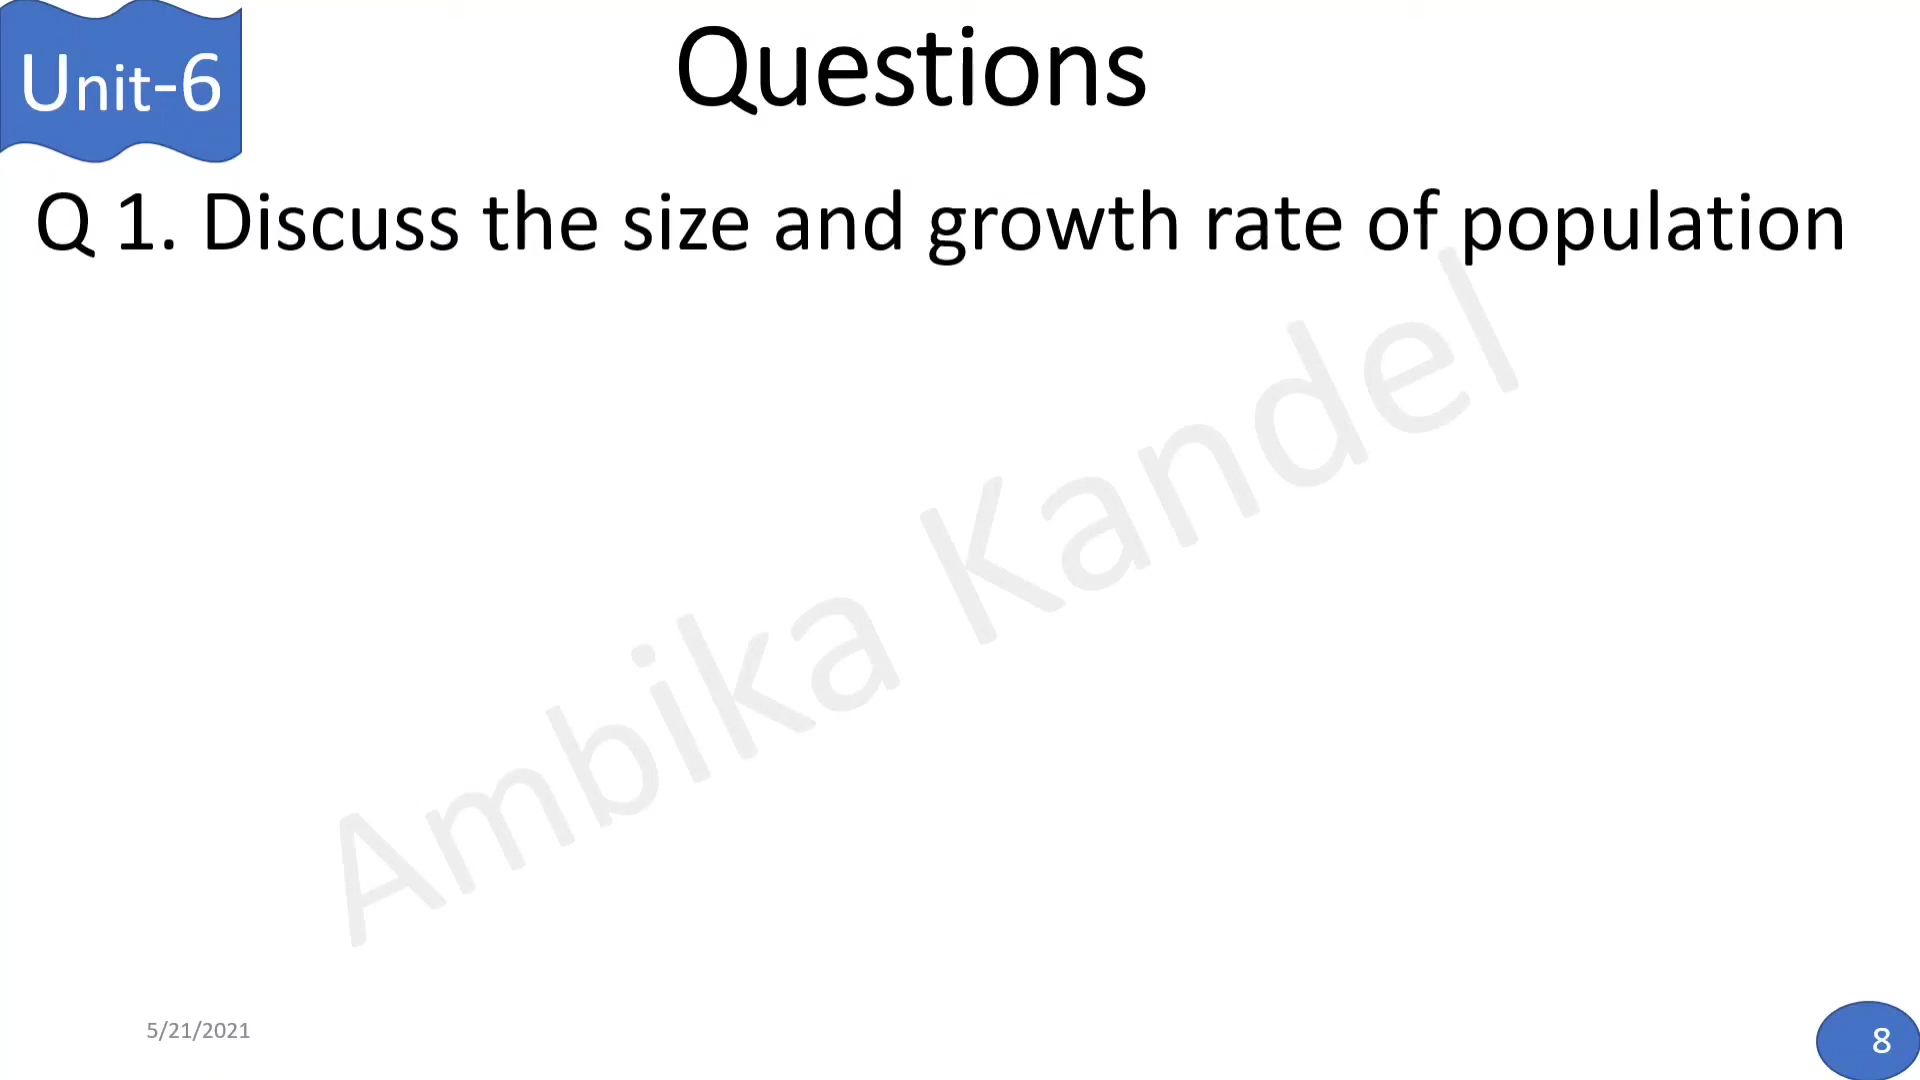 Unit-6
Questions
Q 1. Discuss the size and growth rate of population
Ambika Kandel
5/21/2021
8